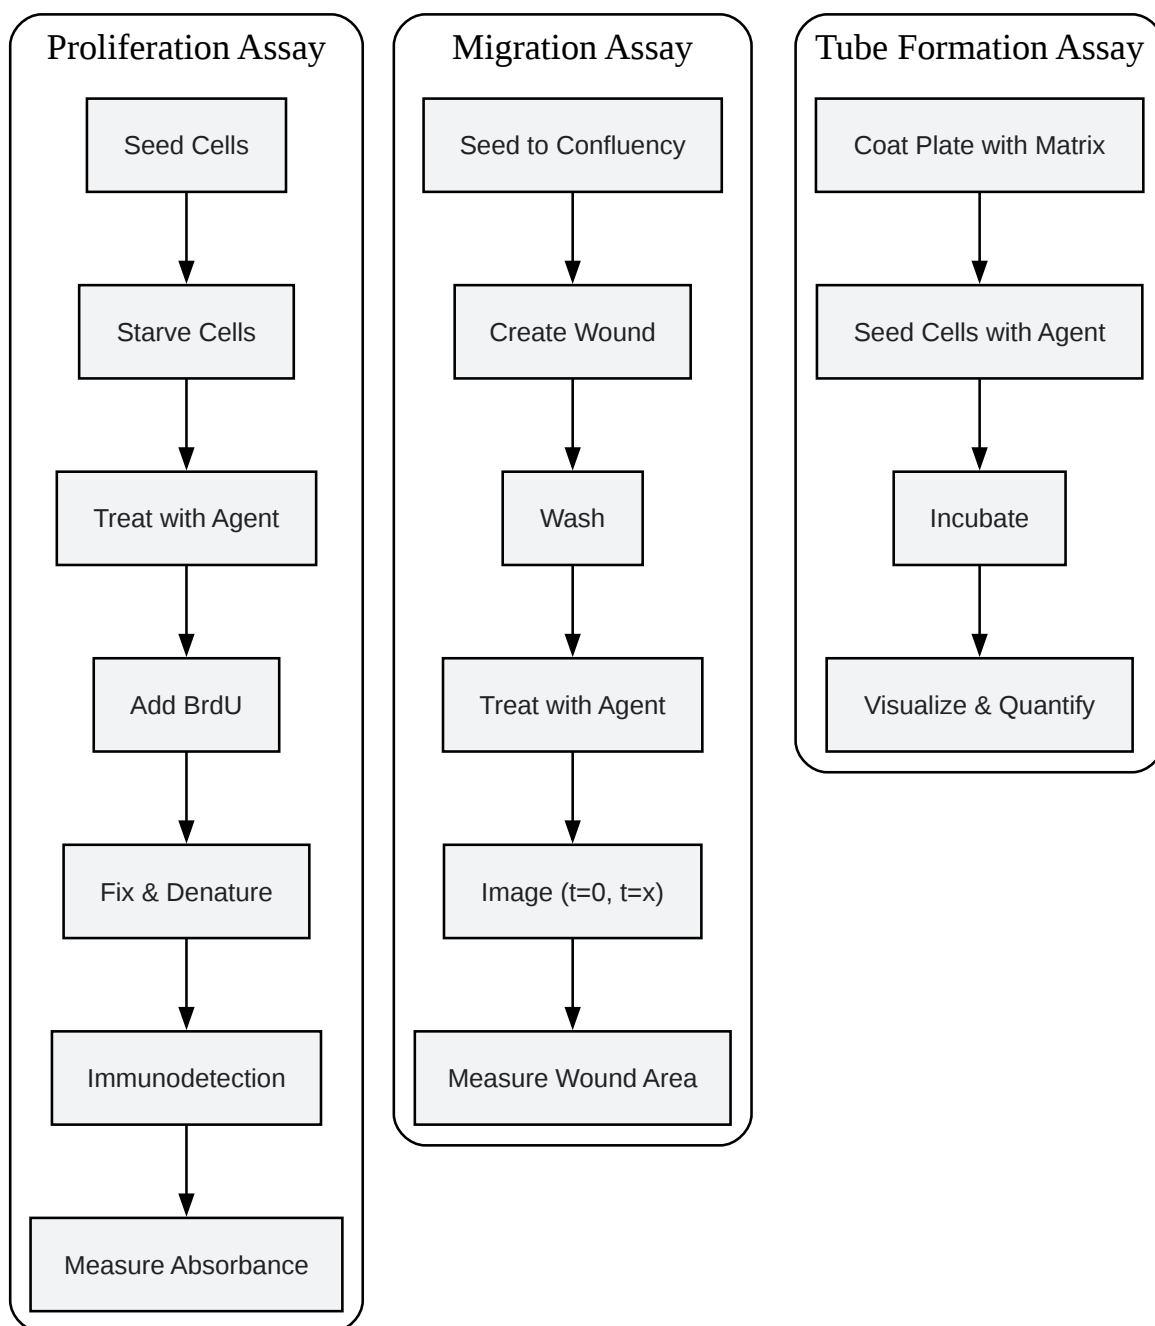 Proliferation Assay
Seed Cells
Starve Cells
Treat with Agent
Add BrdU
Fix & Denature
Immunodetection
Measure Absorbance
Migration Assay
Seed to Confluency
Create Wound
Wash
Treat with Agent
Image (t=0, t=x)
Measure Wound Area
Tube Formation Assay
Coat Plate with Matrix
Seed Cells with Agent
Incubate
Visualize & Quantify